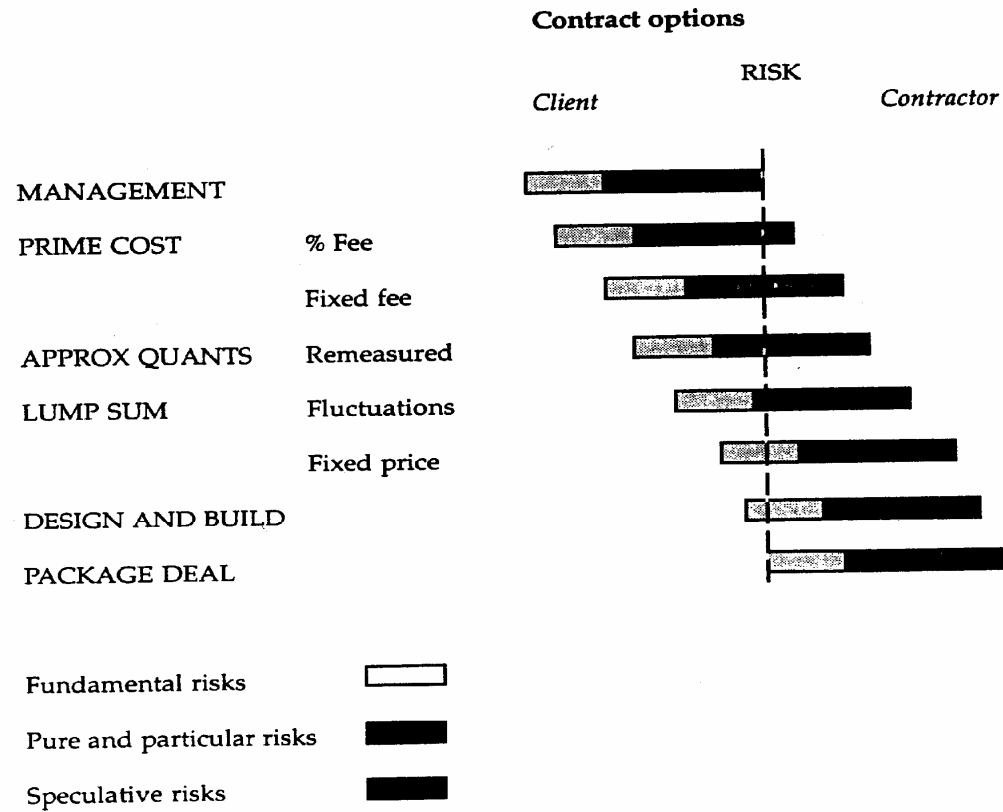 Contract options
RISK
Client Contractor
MANAGEMENT
PRIME COST % Fee
Fixed fee
APPROX QUANTS Remeasured
LUMP SUM Fluctuations
Fixed price
DESIGN AND BUILD
PACKAGE DEAL
Fundamental risks
Pure and particular risks
Speculative risks